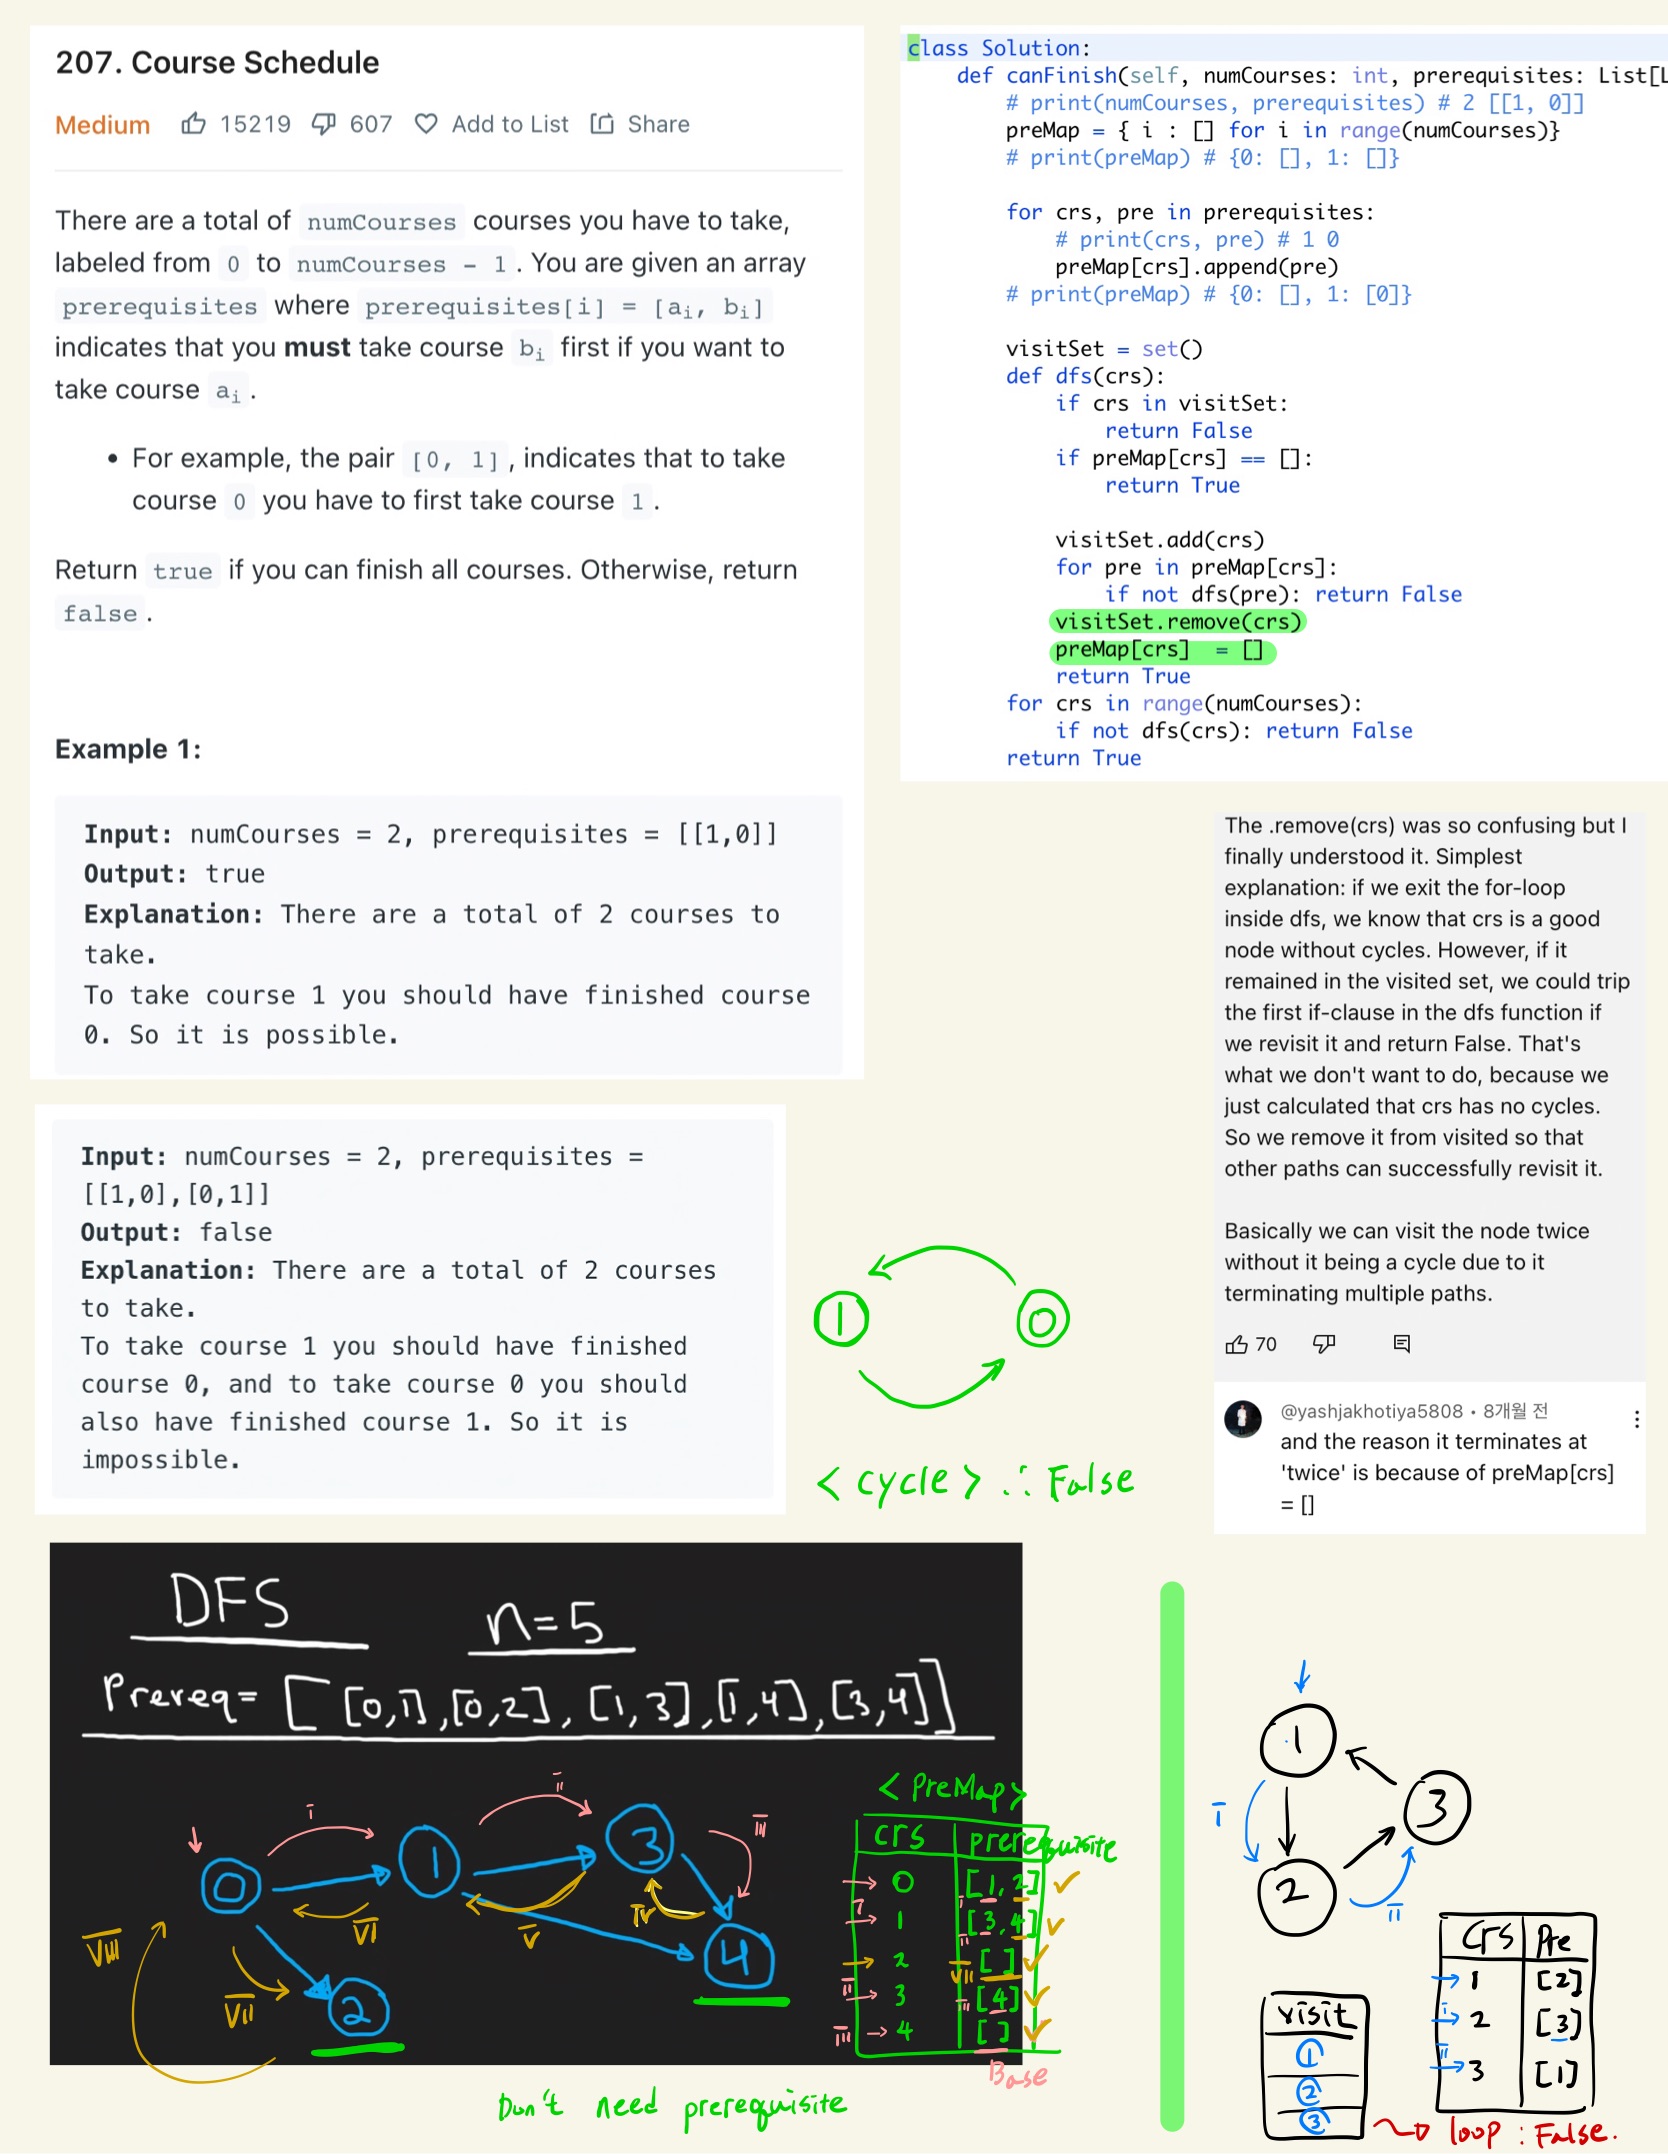 207. Course Schedule
Medium 15219 607 Add to List Share
There are a total of numCourses courses you have to take,
labeled from 0 to numCourses - 1. You are given an array
prerequisites where prerequisites[i] = [ai, bi]
indicates that you must take course bi first if you want to
take course ai.
• For example, the pair [0, 1], indicates that to take
course 0 you have to first take course 1.
Return true if you can finish all courses. Otherwise, return
false.
Example 1:
Input: numCourses = 2, prerequisites = [[1,0]]
Output: true
Explanation: There are a total of 2 courses to
take.
To take course 1 you should have finished course
0. So it is possible.
Input: numCourses = 2, prerequisites =
[[1,0],[0,1]]
Output: false
Explanation: There are a total of 2 courses
to take.
To take course 1 you should have finished
course 0, and to take course 0 you should
also have finished course 1. So it is
impossible.
class Solution:
def canFinish(self, numCourses: int, prerequisites: List[L
# print(numCourses, prerequisites) # 2 [[1, 0]]
preMap = { i : [] for i in range(numCourses)}
# print(preMap) # {0: [], 1: []}
for crs, pre in prerequisites:
# print(crs, pre) # 1 0
preMap[crs].append(pre)
# print(preMap) # {0: [], 1: [0]}
visitSet = set()
def dfs(crs):
if crs in visitSet:
return False
if preMap[crs] == []:
return True
visitSet.add(crs)
for pre in preMap[crs]:
if not dfs(pre): return False
visitSet.remove(crs)
preMap[crs] = []
return True
for crs in range(numCourses):
if not dfs(crs): return False
return True
The .remove(crs) was so confusing but I
finally understood it. Simplest
explanation: if we exit the for-loop
inside dfs, we know that crs is a good
node without cycles. However, if it
remained in the visited set, we could trip
the first if-clause in the dfs function if
we revisit it and return False. That's
what we don't want to do, because we
just calculated that crs has no cycles.
So we remove it from visited so that
other paths can successfully revisit it.
Basically we can visit the node twice
without it being a cycle due to it
terminating multiple paths.
70
@yashjakhotiya5808 • 8개월 전
and the reason it terminates at
'twice' is because of preMap[crs]
= []
1 0
< cycle > ∴ False
DFS
n=5
Prereq= [[0,1],[0,2],[1,3],[1,4],[3,4]]
i ii iii
0 1 3
iv v vi vii viii
2 4
< PreMap >
crs prerequisite
0 [1, 2] ✓
1 [3, 4] ✓
2 [ ] ✓
3 [4] ✓
4 [ ] ✓
Base
Don't need prerequisite
1
3
2
i
ii
crs Pre
1 [2]
2 [3]
3 [1]
visit
1
2
3
loop : False.